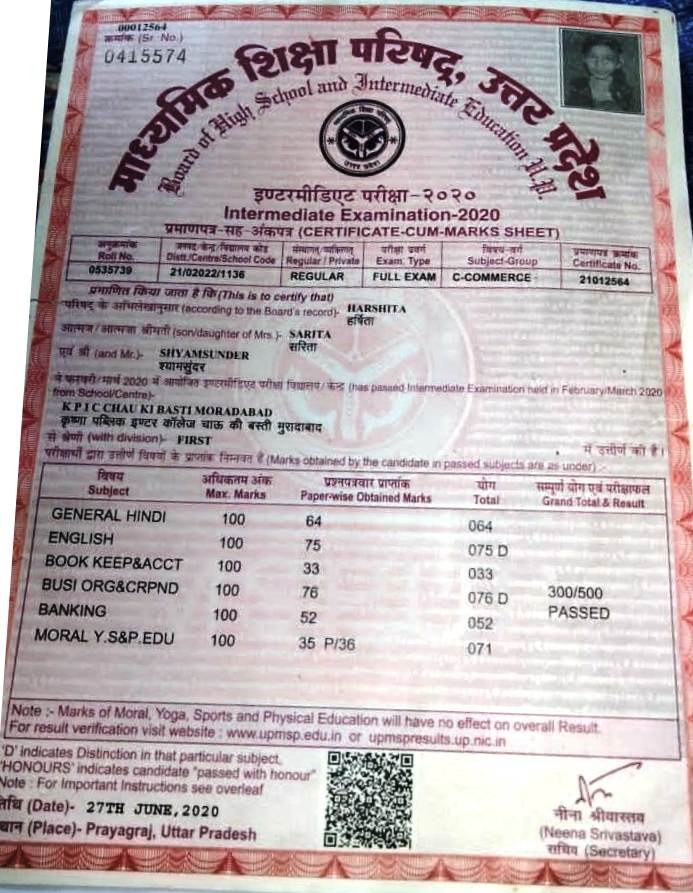 00012564
क्रमांक (Sr. No.)
0415574
माध्यमिक शिक्षा परिषद्, उत्तर प्रदेश
Board of High School and Intermediate Education U.P.
उत्तर प्रदेश
इण्टरमीडिएट परीक्षा-२०२०
Intermediate Examination-2020
प्रमाणपत्र-सह-अंकपत्र (CERTIFICATE-CUM-MARKS SHEET)
अनुक्रमांक जनपद/केन्द्र/विद्यालय कोड संस्थागत/व्यक्तिगत परीक्षा प्रवर्ग विषय-वर्ग प्रमाणपत्र क्रमांक
Roll No. Distt./Centre/School Code Regular / Private Exam. Type Subject-Group Certificate No.
0535739 21/02022/1136 REGULAR FULL EXAM C-COMMERCE 21012564
प्रमाणित किया जाता है कि (This is to certify that)
परिषद के अभिलेखानुसार (according to the Board's record)- HARSHITA
हर्षिता
आत्मज/आत्मजा श्रीमती (son/daughter of Mrs.)- SARITA
सरिता
एवं श्री (and Mr.)- SHYAMSUNDER
श्यामसुंदर
ने फरवरी/मार्च 2020 में आयोजित इण्टरमीडिएट परीक्षा विद्यालय/ केन्द्र (has passed Intermediate Examination held in February/March 2020
from School/Centre)-
K P I C CHAU KI BASTI MORADABAD
कृष्णा पब्लिक इण्टर कॉलेज चाऊ की बस्ती मुरादाबाद
से श्रेणी (with division)- FIRST में उत्तीर्ण की है।
परीक्षार्थी द्वारा उत्तीर्ण विषयों के प्राप्तांक निम्नवत हैं (Marks obtained by the candidate in passed subjects are as under) :-
विषय अधिकतम अंक प्रश्नपत्रवार प्राप्तांक योग सम्पूर्ण योग एवं परीक्षाफल
Subject Max. Marks Paper-wise Obtained Marks Total Grand Total & Result
GENERAL HINDI 100 64 064
ENGLISH 100 75 075 D
BOOK KEEP&ACCT 100 33 033
BUSI ORG&CRPND 100 76 076 D 300/500
BANKING 100 52 052 PASSED
MORAL Y.S&P.EDU 100 35 P/36 071
Note :- Marks of Moral, Yoga, Sports and Physical Education will have no effect on overall Result.
For result verification visit website : www.upmsp.edu.in or upmspresults.up.nic.in
'D' indicates Distinction in that particular subject,
'HONOURS' indicates candidate "passed with honour"
Note : For Important Instructions see overleaf
तिथि (Date)- 27TH JUNE,2020
स्थान (Place)- Prayagraj, Uttar Pradesh
नीना श्रीवास्तव
(Neena Srivastava)
सचिव (Secretary)